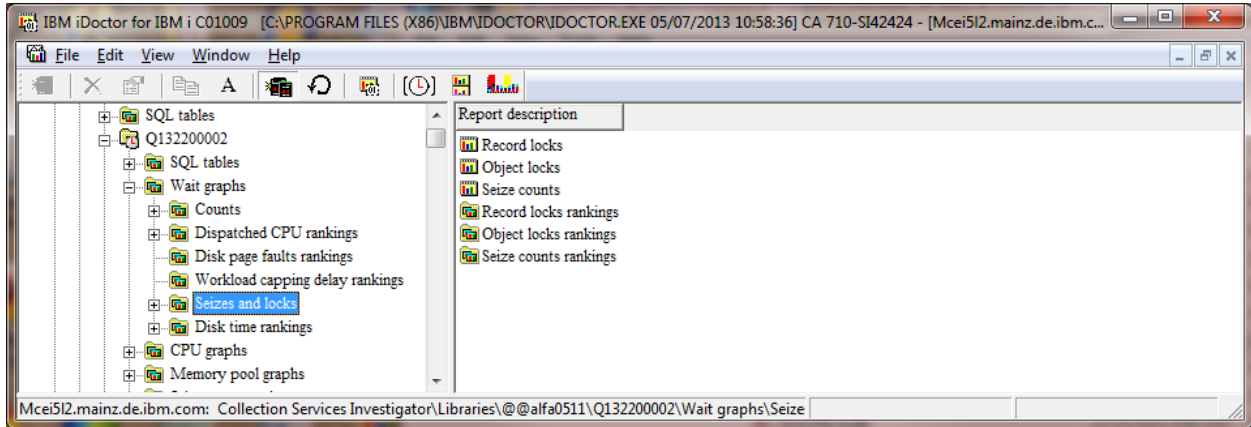 IBM iDoctor for IBM i C01009 [C:\PROGRAM FILES (X86)\IBM\IDOCTOR\IDOCTOR.EXE 05/07/2013 10:58:36] CA 710-SI42424 - [Mcei5l2.mainz.de.ibm.c...
File Edit View Window Help
A
SQL tables
Q132200002
SQL tables
Wait graphs
Counts
Dispatched CPU rankings
Disk page faults rankings
Workload capping delay rankings
Seizes and locks
Disk time rankings
CPU graphs
Memory pool graphs
Report description
Record locks
Object locks
Seize counts
Record locks rankings
Object locks rankings
Seize counts rankings
Mcei5l2.mainz.de.ibm.com: Collection Services Investigator\Libraries\@@alfa0511\Q132200002\Wait graphs\Seize